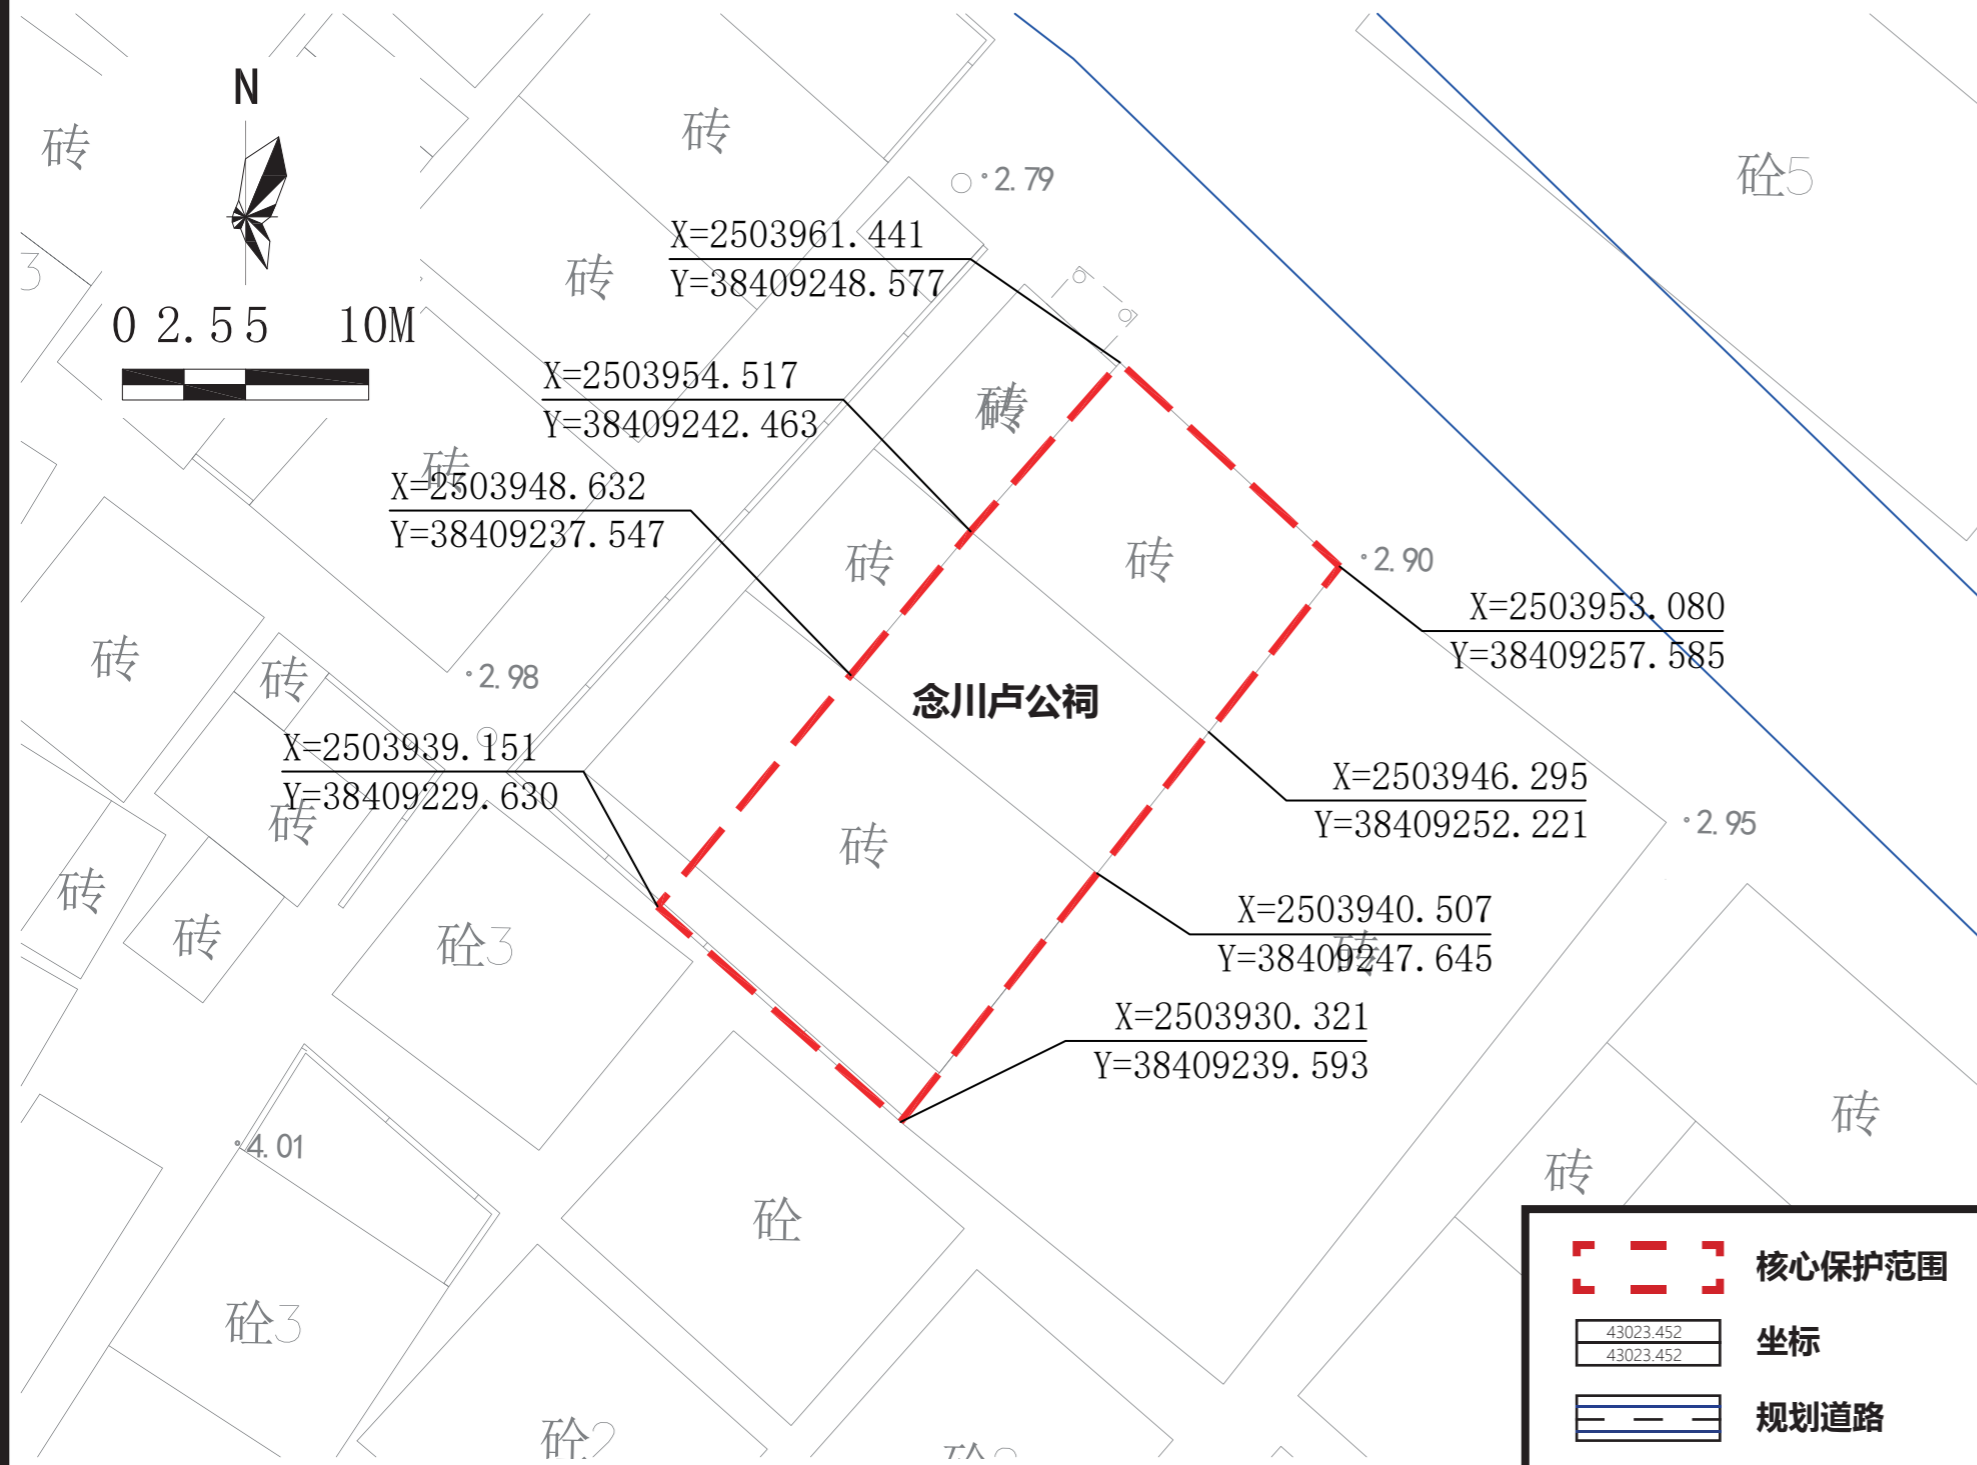 N
砖
砖
2.79
砼5
X=2503961.441
Y=38409248.577
砖
3
0 2.5 5 10M
X=2503954.517
Y=38409242.463
砖
砖
X=2503948.632
Y=38409237.547
砖
砖
2.90
X=2503953.080
Y=38409257.585
砖
砖
2.98
念川卢公祠
X=2503939.151
Y=38409229.630
X=2503946.295
Y=38409252.221
砖
砖
2.95
砖
砖
砼3
X=2503940.507
Y=38409247.645
砖
X=2503930.321
Y=38409239.593
4.01
砖
砖
砼
砼3
砼2
核心保护范围
43023.452
43023.452
坐标
规划道路